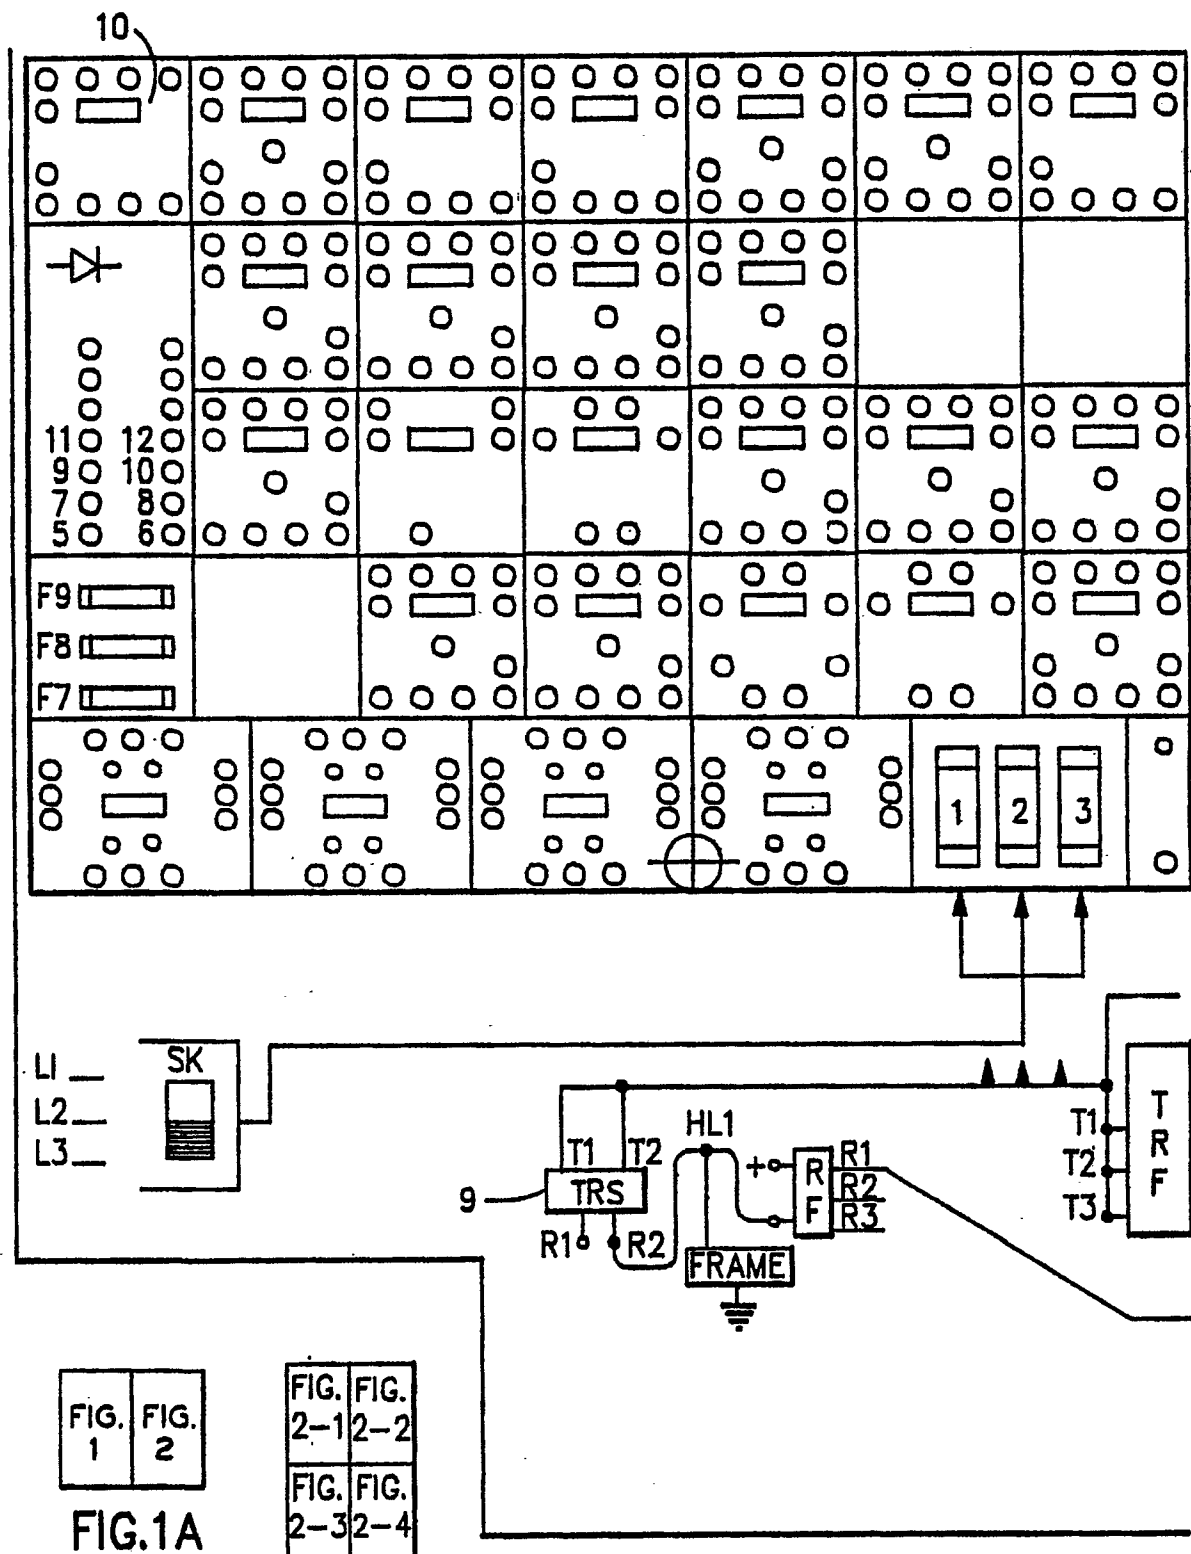 10
11 12
9 10
7 8
5 6
F9
F8
F7
1 2 3
L1
L2
L3
SK
T1 T2
TRS
9
R1 R2
HL1
+
R
F
R1
R2
R3
FRAME
T1
T2
T3
T
R
F
FIG. 1
FIG. 2
FIG.1A
FIG. 2-1
FIG. 2-2
FIG. 2-3
FIG. 2-4